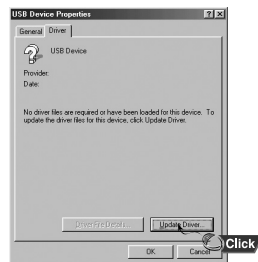 USB Device Properties
General Driver
USB Device
Provider:
Date:
No driver files are required or have been loaded for this device. To
update the driver files for this device, click Update Driver.
Driver File Details...
Update Driver...
Click
OK
Cancel